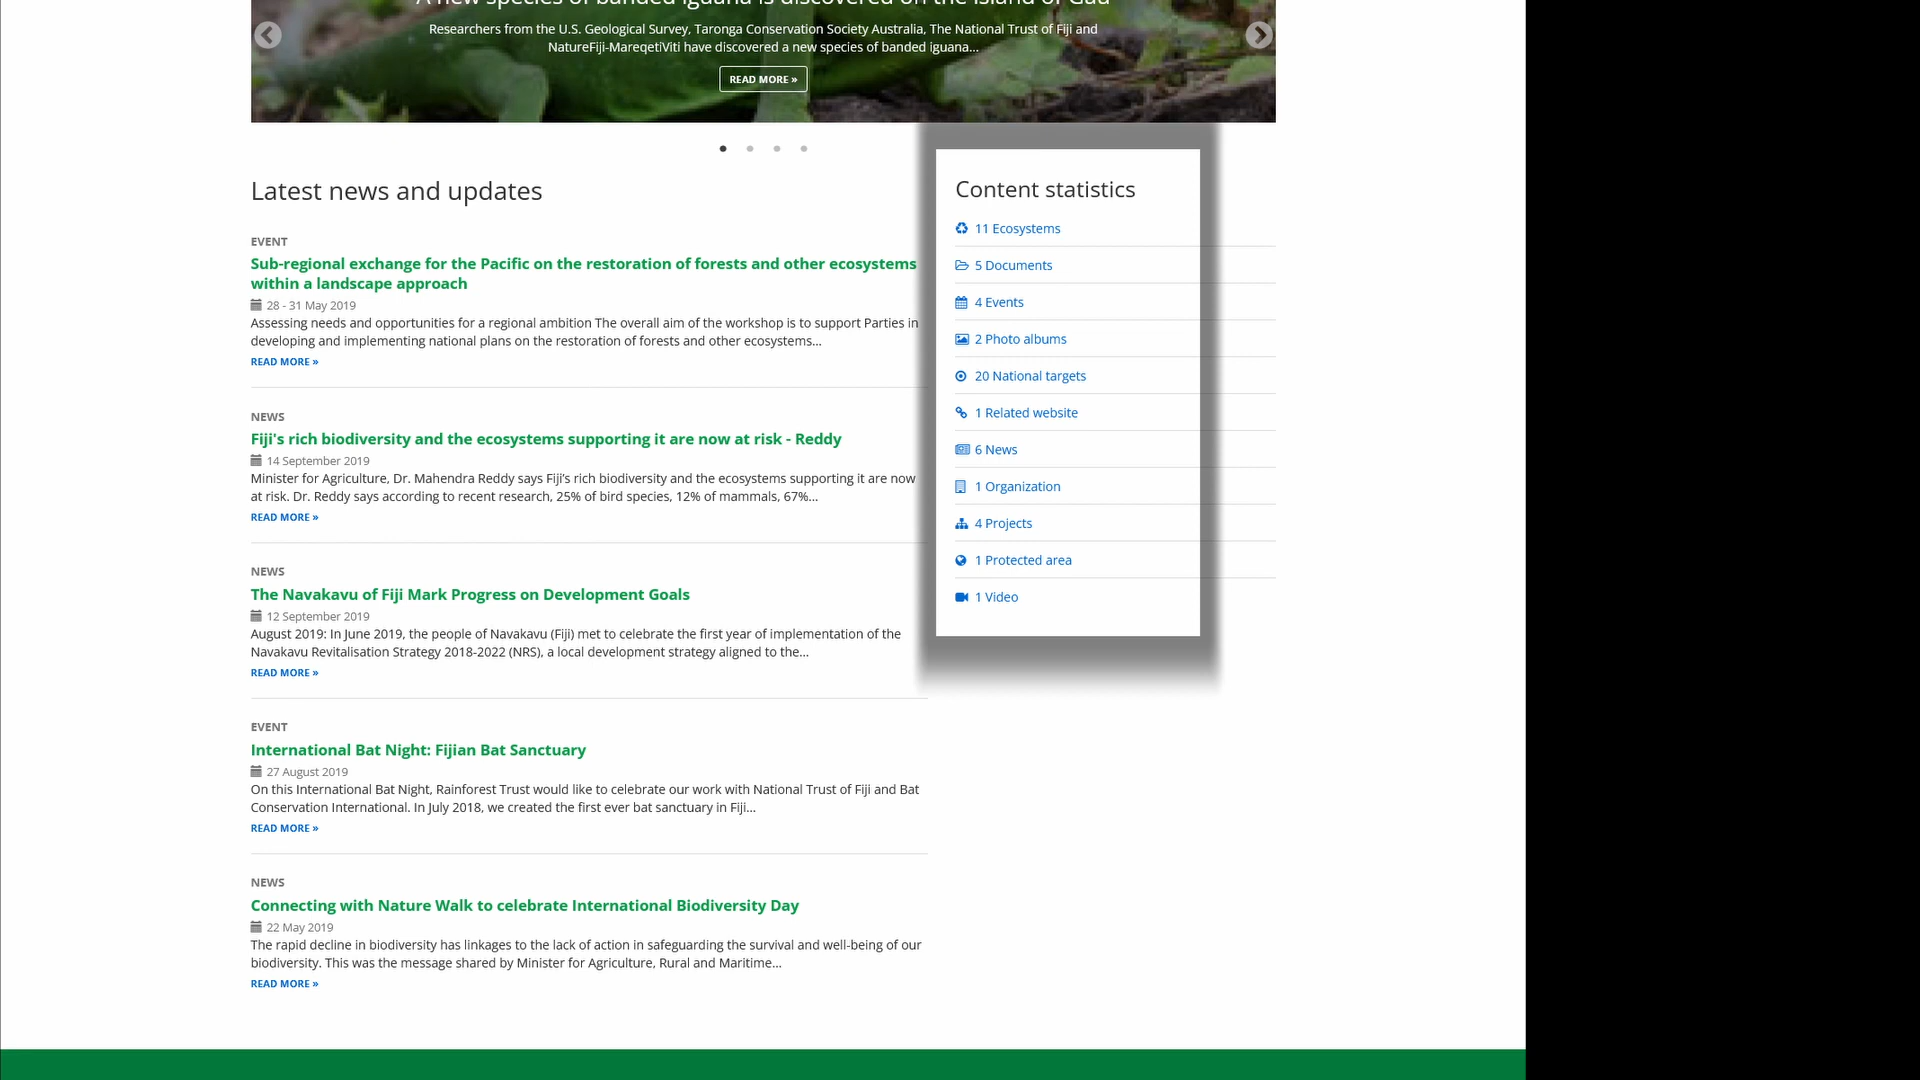 A new species of banded iguana is discovered on the island of Gau
Researchers from the U.S. Geological Survey, Taronga Conservation Society Australia, The National Trust of Fiji and
NatureFiji-MareqetiViti have discovered a new species of banded iguana...
READ MORE »
Latest news and updates
EVENT
Sub-regional exchange for the Pacific on the restoration of forests and other ecosystems
within a landscape approach
28 - 31 May 2019
Assessing needs and opportunities for a regional ambition The overall aim of the workshop is to support Parties in
developing and implementing national plans on the restoration of forests and other ecosystems...
READ MORE »
NEWS
Fiji's rich biodiversity and the ecosystems supporting it are now at risk - Reddy
14 September 2019
Minister for Agriculture, Dr. Mahendra Reddy says Fiji’s rich biodiversity and the ecosystems supporting it are now
at risk. Dr. Reddy says according to recent research, 25% of bird species, 12% of mammals, 67%...
READ MORE »
NEWS
The Navakavu of Fiji Mark Progress on Development Goals
12 September 2019
August 2019: In June 2019, the people of Navakavu (Fiji) met to celebrate the first year of implementation of the
Navakavu Revitalisation Strategy 2018-2022 (NRS), a local development strategy aligned to the...
READ MORE »
EVENT
International Bat Night: Fijian Bat Sanctuary
27 August 2019
On this International Bat Night, Rainforest Trust would like to celebrate our work with National Trust of Fiji and Bat
Conservation International. In July 2018, we created the first ever bat sanctuary in Fiji...
READ MORE »
NEWS
Connecting with Nature Walk to celebrate International Biodiversity Day
22 May 2019
The rapid decline in biodiversity has linkages to the lack of action in safeguarding the survival and well-being of our
biodiversity. This was the message shared by Minister for Agriculture, Rural and Maritime...
READ MORE »
Content statistics
11 Ecosystems
5 Documents
4 Events
2 Photo albums
20 National targets
1 Related website
6 News
1 Organization
4 Projects
1 Protected area
1 Video